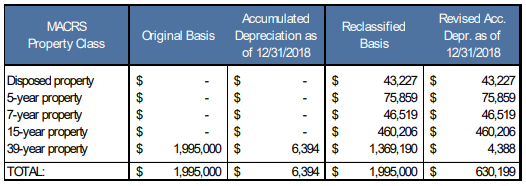 MACRS Property Class Original Basis Accumulated Depreciation as of 12/31/2018 Reclassified Basis Revised Acc. Depr. as of 12/31/2018
Disposed property $ - $ - $ 43,227 $ 43,227
5-year property $ - $ - $ 75,859 $ 75,859
7-year property $ - $ - $ 46,519 $ 46,519
15-year property $ - $ - $ 460,206 $ 460,206
39-year property $ 1,995,000 $ 6,394 $ 1,369,190 $ 4,388
TOTAL: $ 1,995,000 $ 6,394 $ 1,995,000 $ 630,199